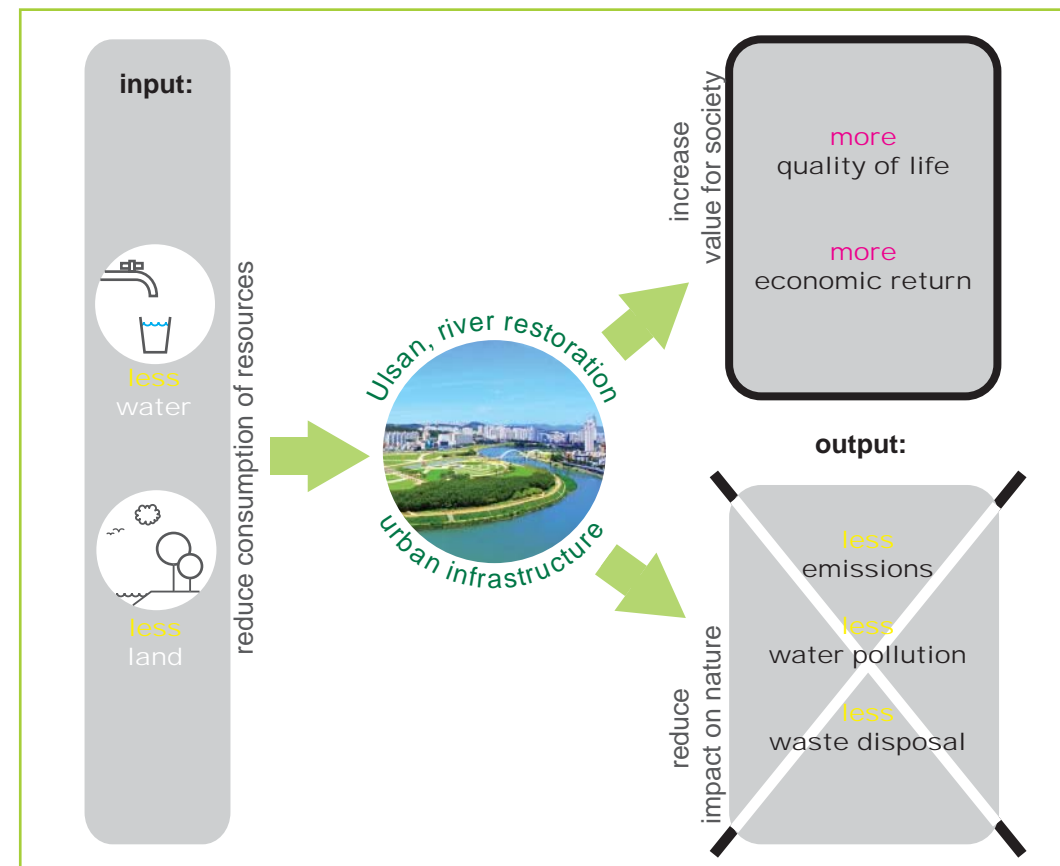 input:
less
water
less
land
reduce consumption of resources
Ulsan, river restoration
urban infrastructure
increase
value for society
more
quality of life
more
economic return
output:
reduce
impact on nature
less
emissions
less
water pollution
less
waste disposal